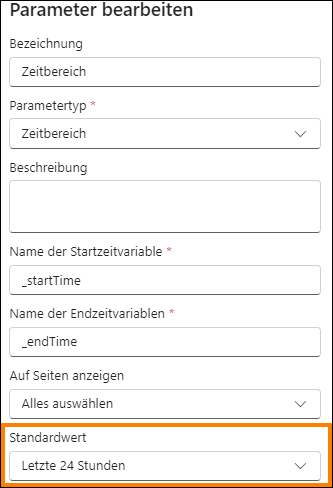 Parameter bearbeiten
Bezeichnung
Zeitbereich
Parametertyp *
Zeitbereich
Beschreibung
Name der Startzeitvariable *
_startTime
Name der Endzeitvariablen *
_endTime
Auf Seiten anzeigen
Alles auswählen
Standardwert
Letzte 24 Stunden